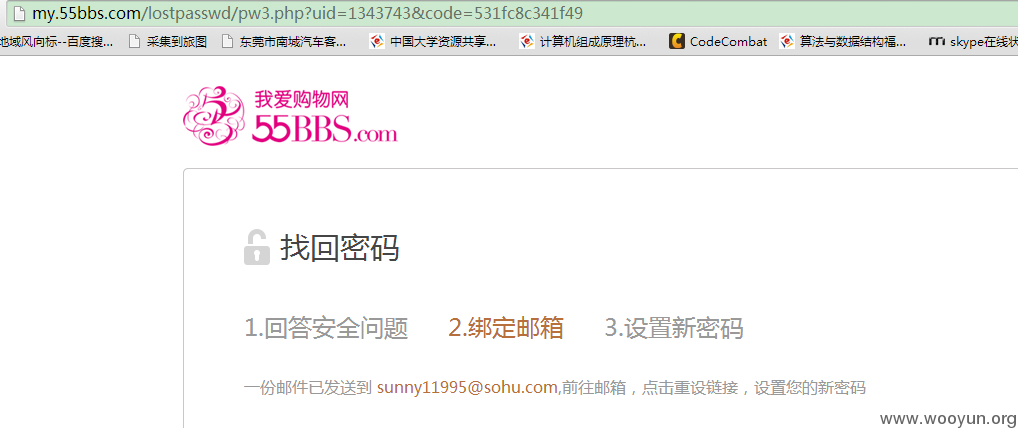 my.55bbs.com/lostpasswd/pw3.php?uid=1343743&code=531fc8c341f49
地域风向标--百度搜... 采集到旅图 东莞市南城汽车客... 中国大学资源共享... 计算机组成原理杭... CodeCombat 算法与数据结构福... skype在线状
我爱购物网
55BBS.com
找回密码
1.回答安全问题 2.绑定邮箱 3.设置新密码
一份邮件已发送到 sunny11995@sohu.com,前往邮箱，点击重设链接，设置您的新密码
www.wooyun.org